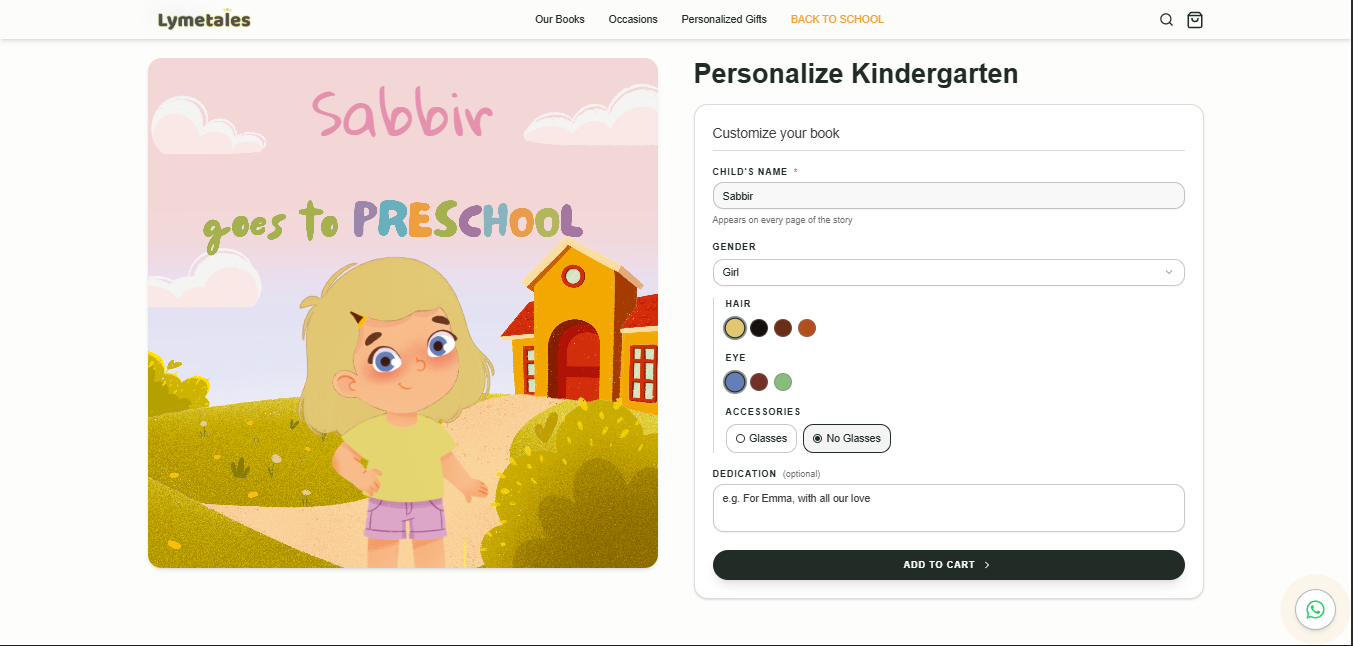 Lymetales
Our Books Occasions Personalized Gifts BACK TO SCHOOL
Sabbir
goes to PRESCHOOL
Personalize Kindergarten
Customize your book
CHILD'S NAME *
Sabbir
Appears on every page of the story
GENDER
Girl
HAIR
EYE
ACCESSORIES
Glasses No Glasses
DEDICATION (optional)
e.g. For Emma, with all our love
ADD TO CART